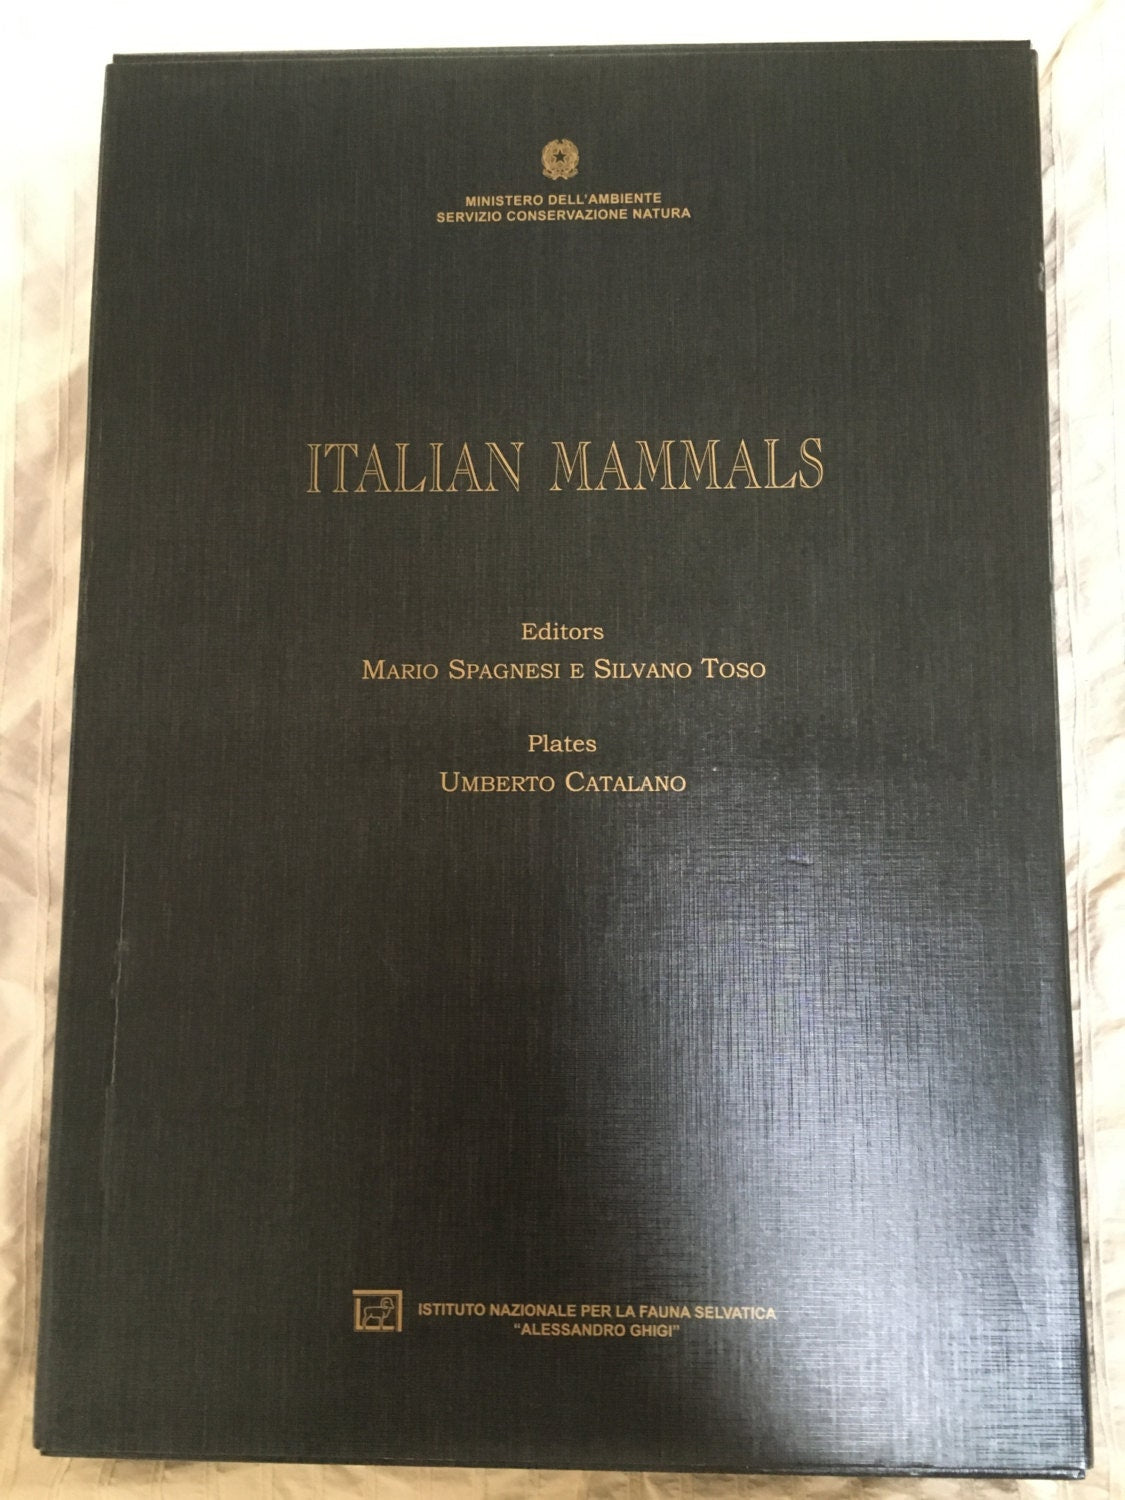 MINISTERO DELL'AMBIENTE
SERVIZIO CONSERVAZIONE NATURA
ITALIAN MAMMALS
Editors
MARIO SPAGNESI E SILVANO TOSO
Plates
UMBERTO CATALANO
ISTITUTO NAZIONALE PER LA FAUNA SELVATICA
"ALESSANDRO GHIGI"